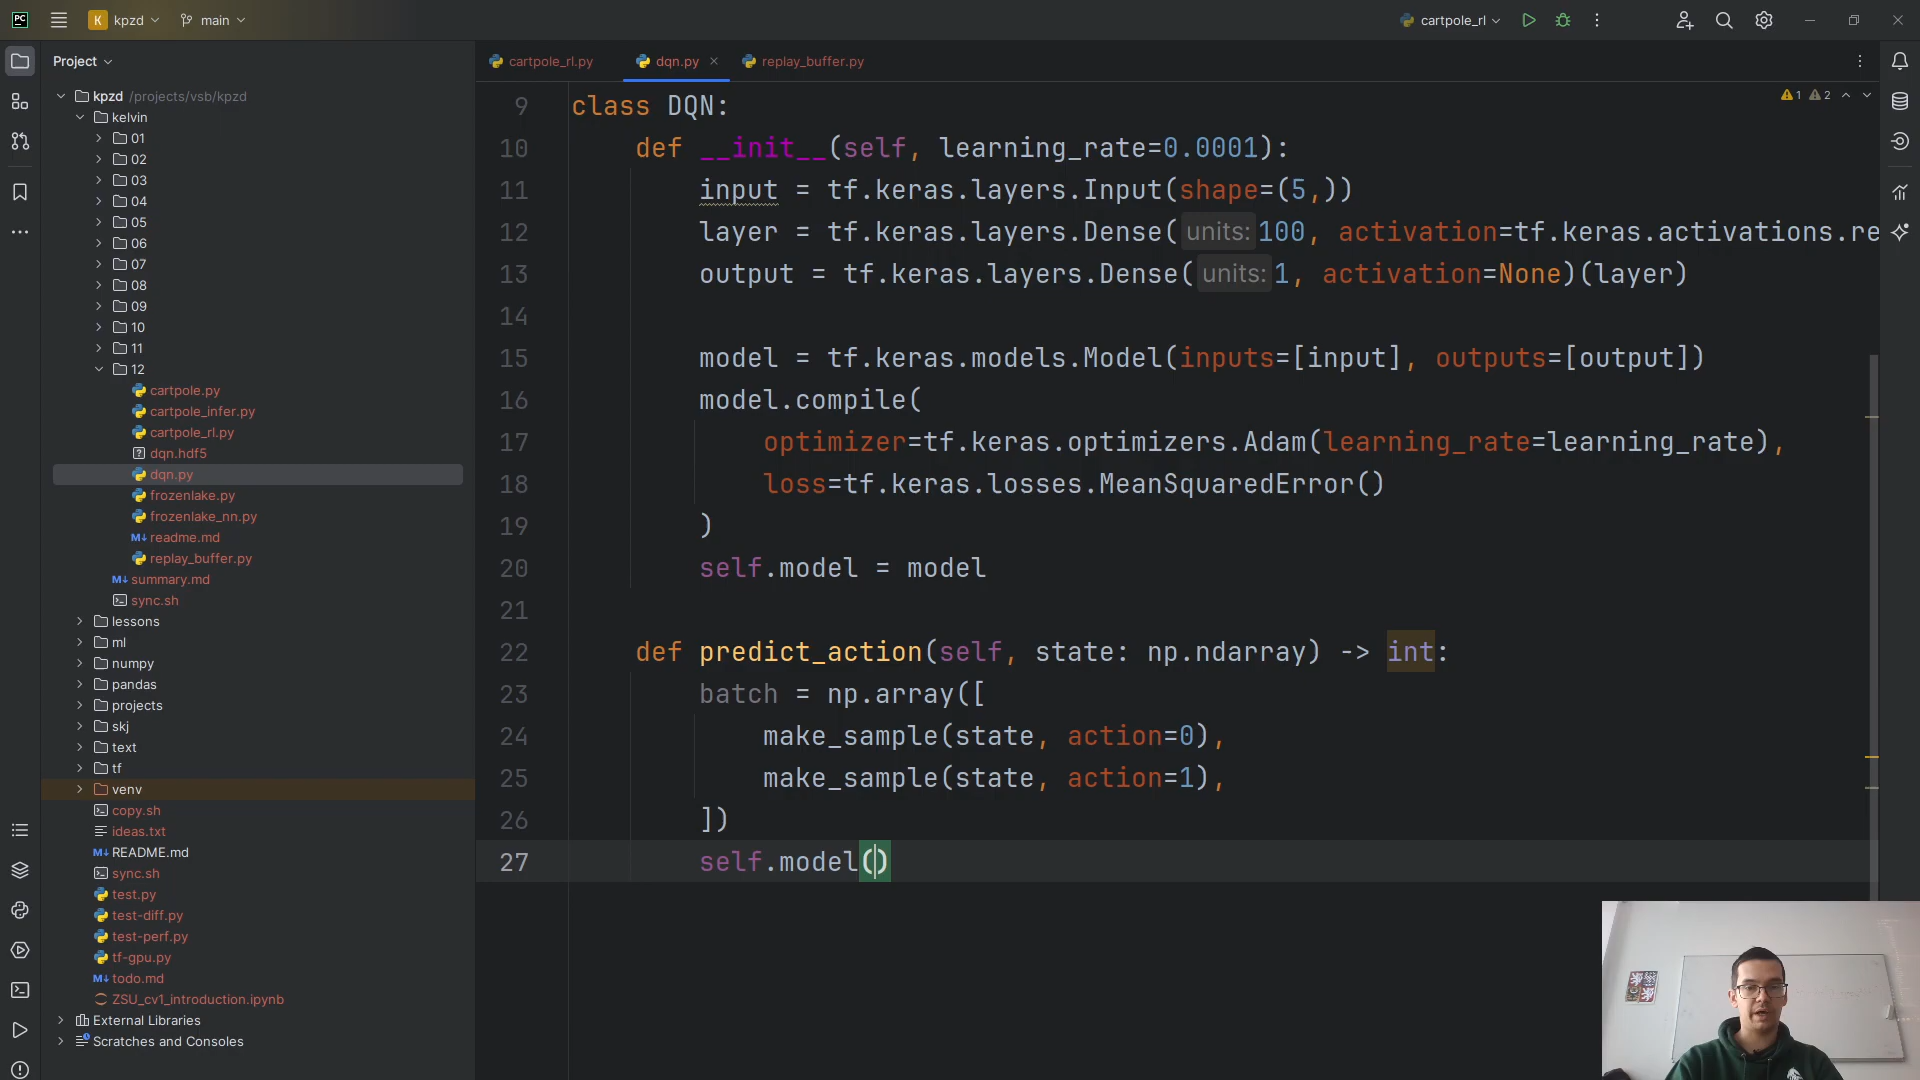 PC
K kpzd
main
cartpole_rl
Project
cartpole_rl.py
dqn.py
replay_buffer.py
kpzd /projects/vsb/kpzd
kelvin
01
02
03
04
05
06
07
08
09
10
11
12
cartpole.py
cartpole_infer.py
cartpole_rl.py
dqn.hdf5
dqn.py
frozenlake.py
frozenlake_nn.py
readme.md
replay_buffer.py
summary.md
sync.sh
lessons
ml
numpy
pandas
projects
skj
text
tf
venv
copy.sh
ideas.txt
README.md
sync.sh
test.py
test-diff.py
test-perf.py
tf-gpu.py
todo.md
ZSU_cv1_introduction.ipynb
External Libraries
Scratches and Consoles
1 2
9 class DQN:
10 def __init__(self, learning_rate=0.0001):
11 input = tf.keras.layers.Input(shape=(5,))
12 layer = tf.keras.layers.Dense(units: 100, activation=tf.keras.activations.re
13 output = tf.keras.layers.Dense(units: 1, activation=None)(layer)
14
15 model = tf.keras.models.Model(inputs=[input], outputs=[output])
16 model.compile(
17 optimizer=tf.keras.optimizers.Adam(learning_rate=learning_rate),
18 loss=tf.keras.losses.MeanSquaredError()
19 )
20 self.model = model
21
22 def predict_action(self, state: np.ndarray) -> int:
23 batch = np.array([
24 make_sample(state, action=0),
25 make_sample(state, action=1),
26 ])
27 self.model()